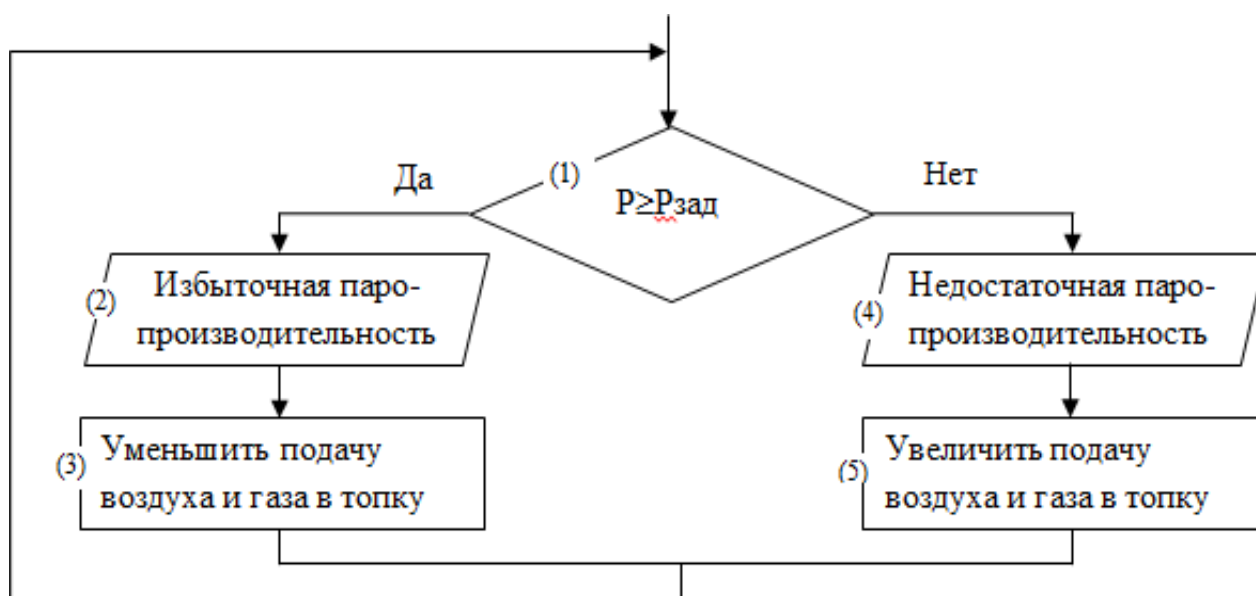 (1)
Да
Нет
P≥Pзад
(2)
Избыточная паро-
производительность
(4)
Недостаточная паро-
производительность
(3)
Уменьшить подачу
воздуха и газа в топку
(5)
Увеличить подачу
воздуха и газа в топку